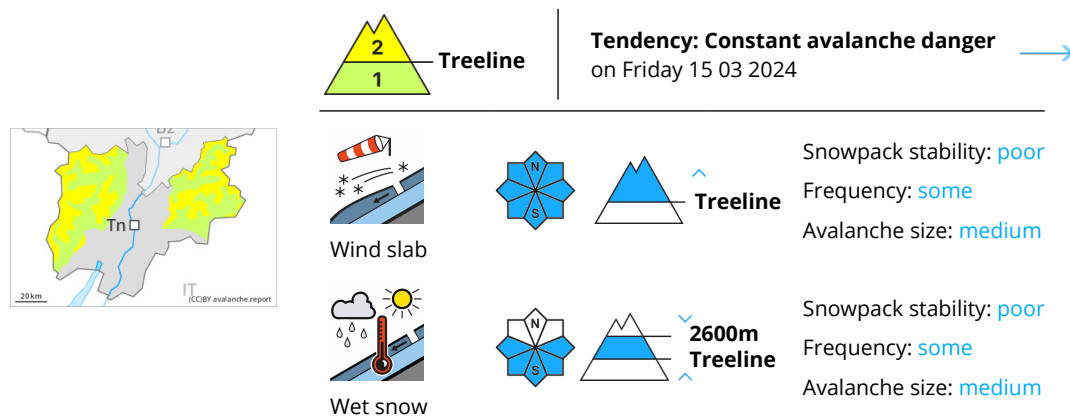 2
1
Treeline
Tendency: Constant avalanche danger
on Friday 15 03 2024
Tn
IT
20 km
(CC)BY avalanche.report
N
S
Treeline
Wind slab
Snowpack stability: poor
Frequency: some
Avalanche size: medium
N
S
2600m
Treeline
Wet snow
Snowpack stability: poor
Frequency: some
Avalanche size: medium